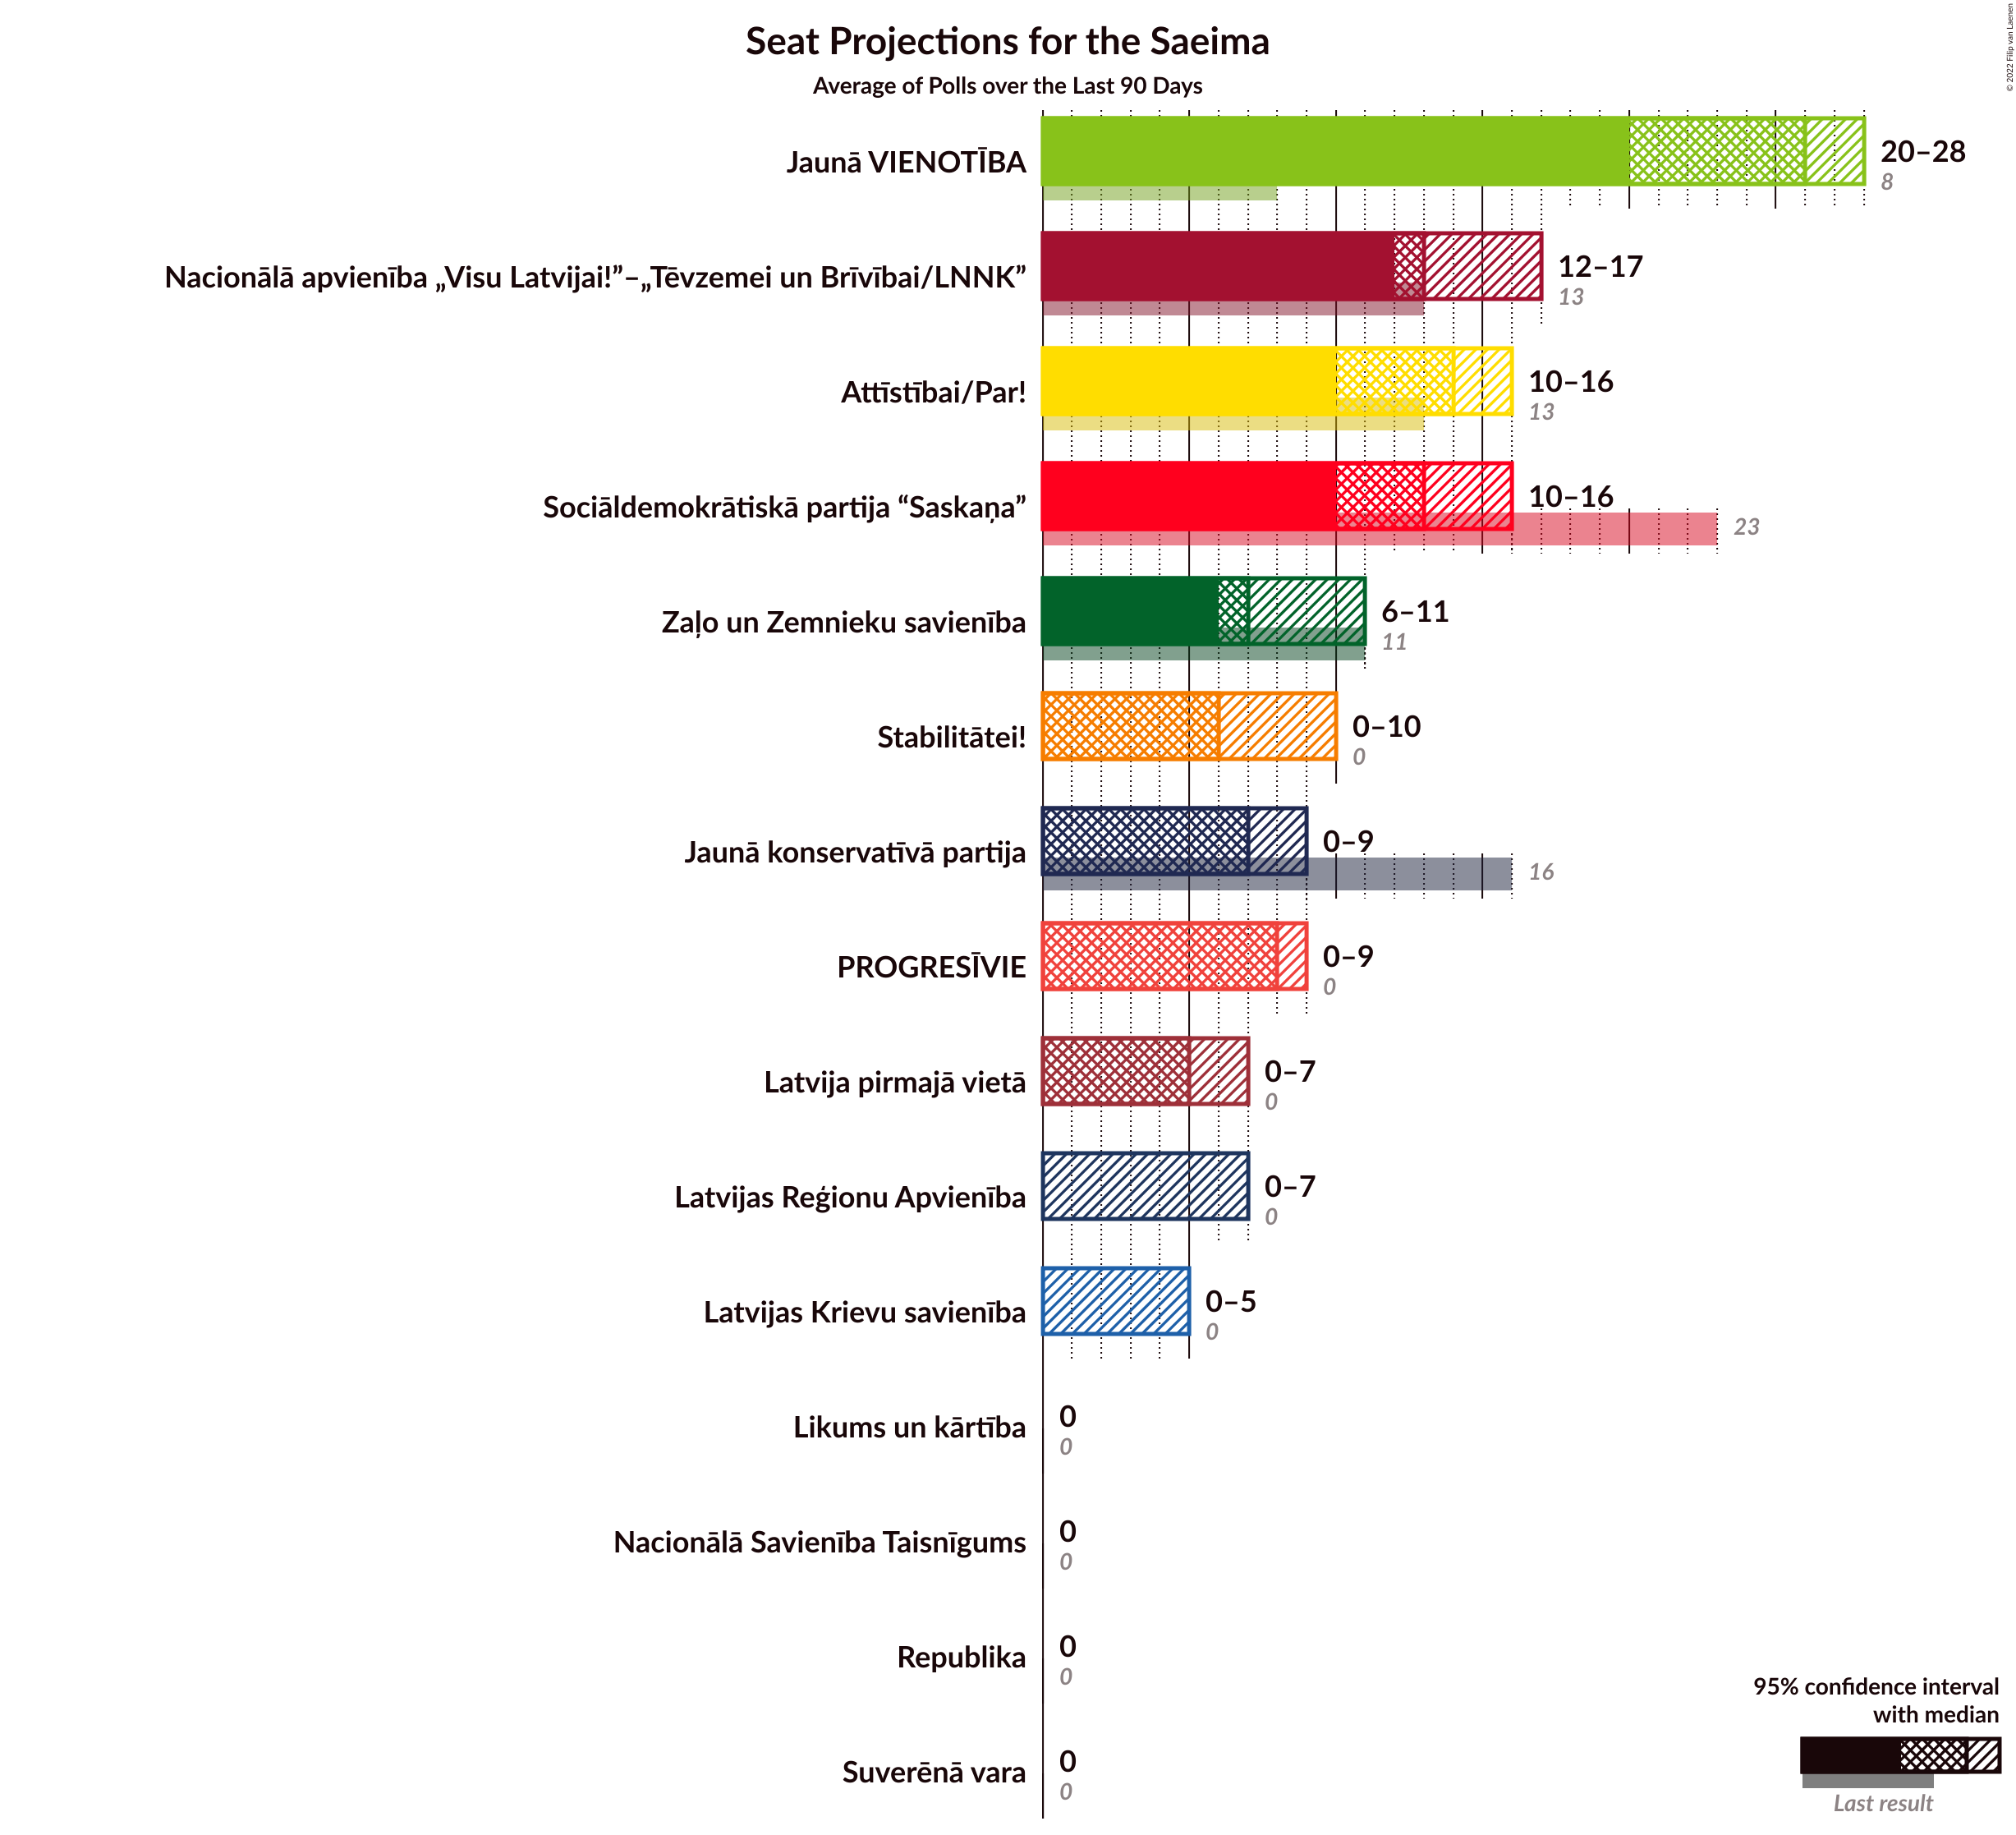 Seat Projections for the Saeima
Average of Polls over the Last 90 Days
© 2022 Filip van Laenen
Jaunā VIENOTĪBA
20–28
8
Nacionālā apvienība „Visu Latvijai!”–„Tēvzemei un Brīvībai/LNNK”
12–17
13
Attīstībai/Par!
10–16
13
Sociāldemokrātiskā partija “Saskaņa”
10–16
23
Zaļo un Zemnieku savienība
6–11
11
Stabilitātei!
0–10
0
Jaunā konservatīvā partija
0–9
16
PROGRESĪVIE
0–9
0
Latvija pirmajā vietā
0–7
0
Latvijas Reģionu Apvienība
0–7
0
Latvijas Krievu savienība
0–5
0
Likums un kārtība
0
0
Nacionālā Savienība Taisnīgums
0
0
Republika
0
0
Suverēnā vara
0
0
95% confidence interval
with median
Last result